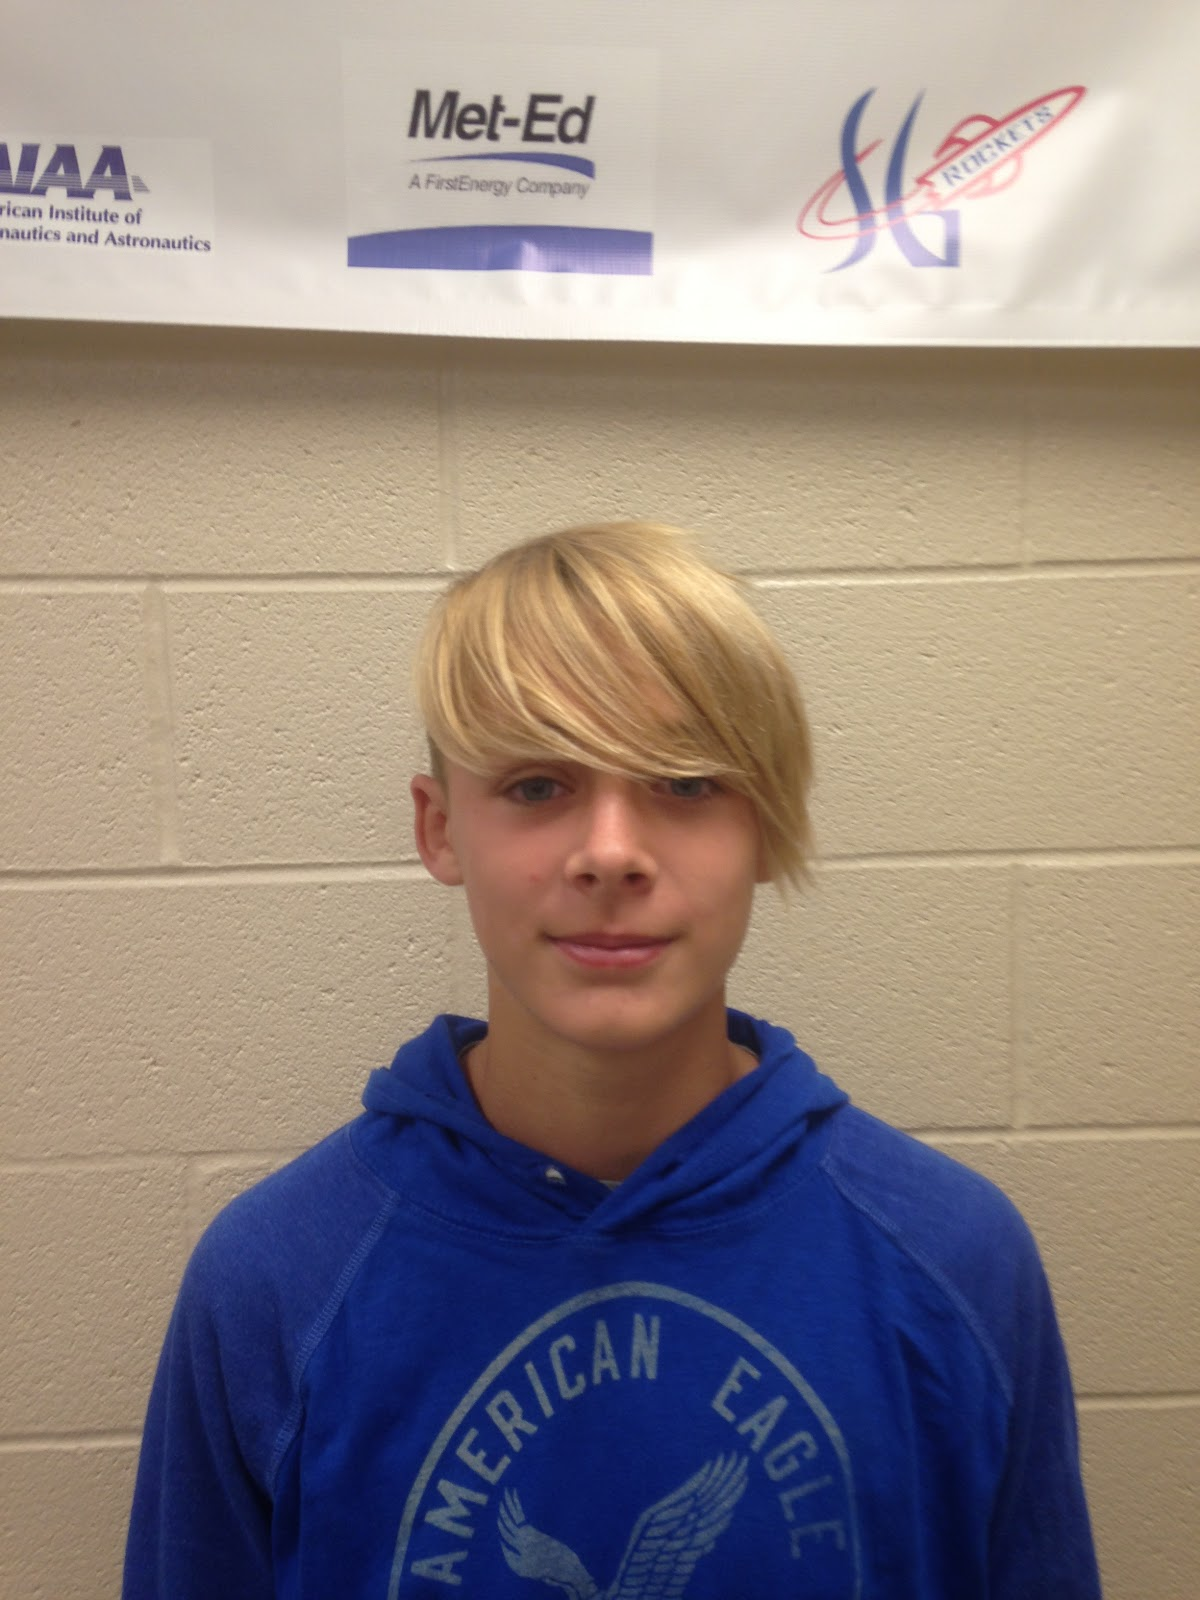 AIAA
rican Institute of
nautics and Astronautics
Met-Ed
A FirstEnergy Company
SG ROCKETS
AMERICAN EAGLE